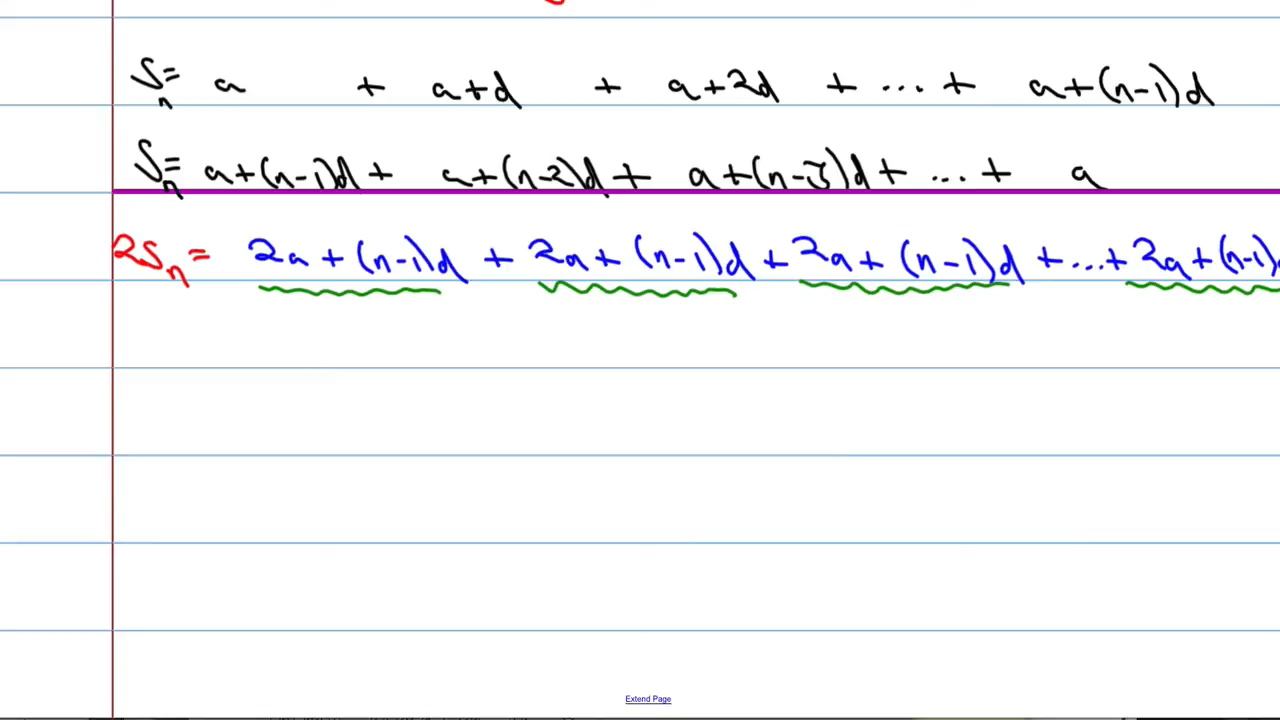 Sₙ= a + a+d + a+2d + ... + a+(n-1)d
Sₙ= a+(n-1)d + a+(n-2)d + a+(n-3)d + ... + a
2Sₙ= 2a+(n-1)d + 2a+(n-1)d + 2a+(n-1)d + ... + 2a+(n-1)d
Extend Page